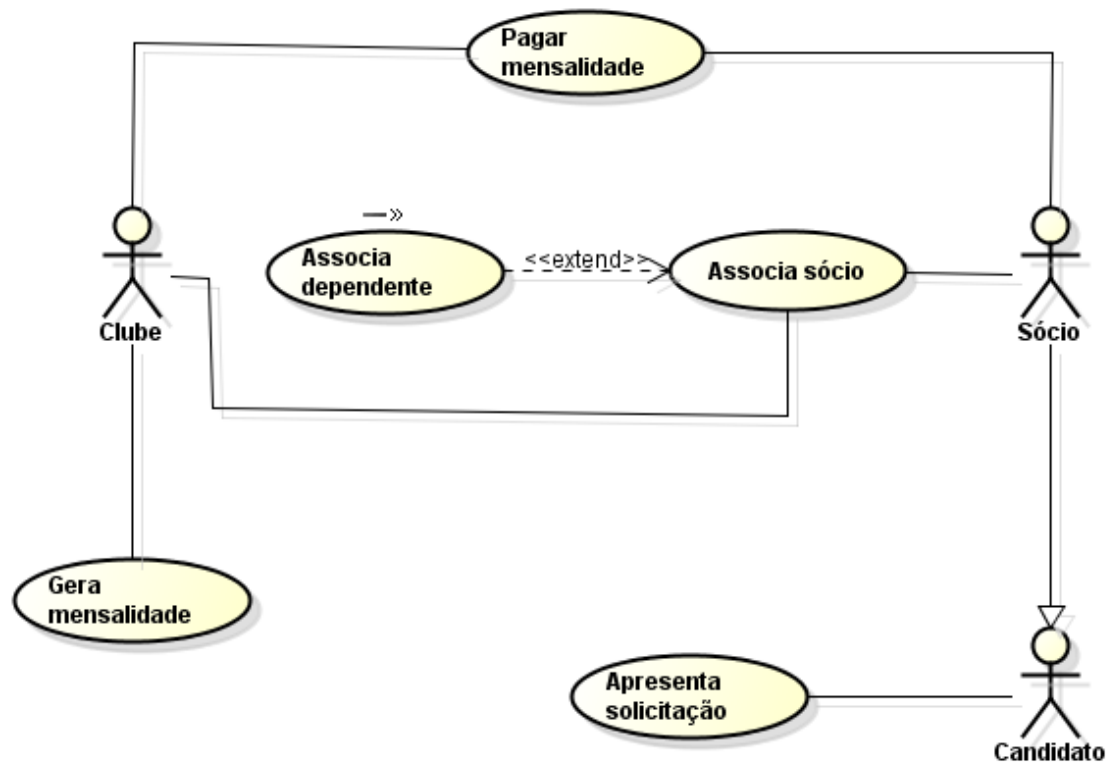 Pagar
mensalidade
Associa
dependente
<<extend>>
Associa sócio
Clube
Sócio
Gera
mensalidade
Apresenta
solicitação
Candidato